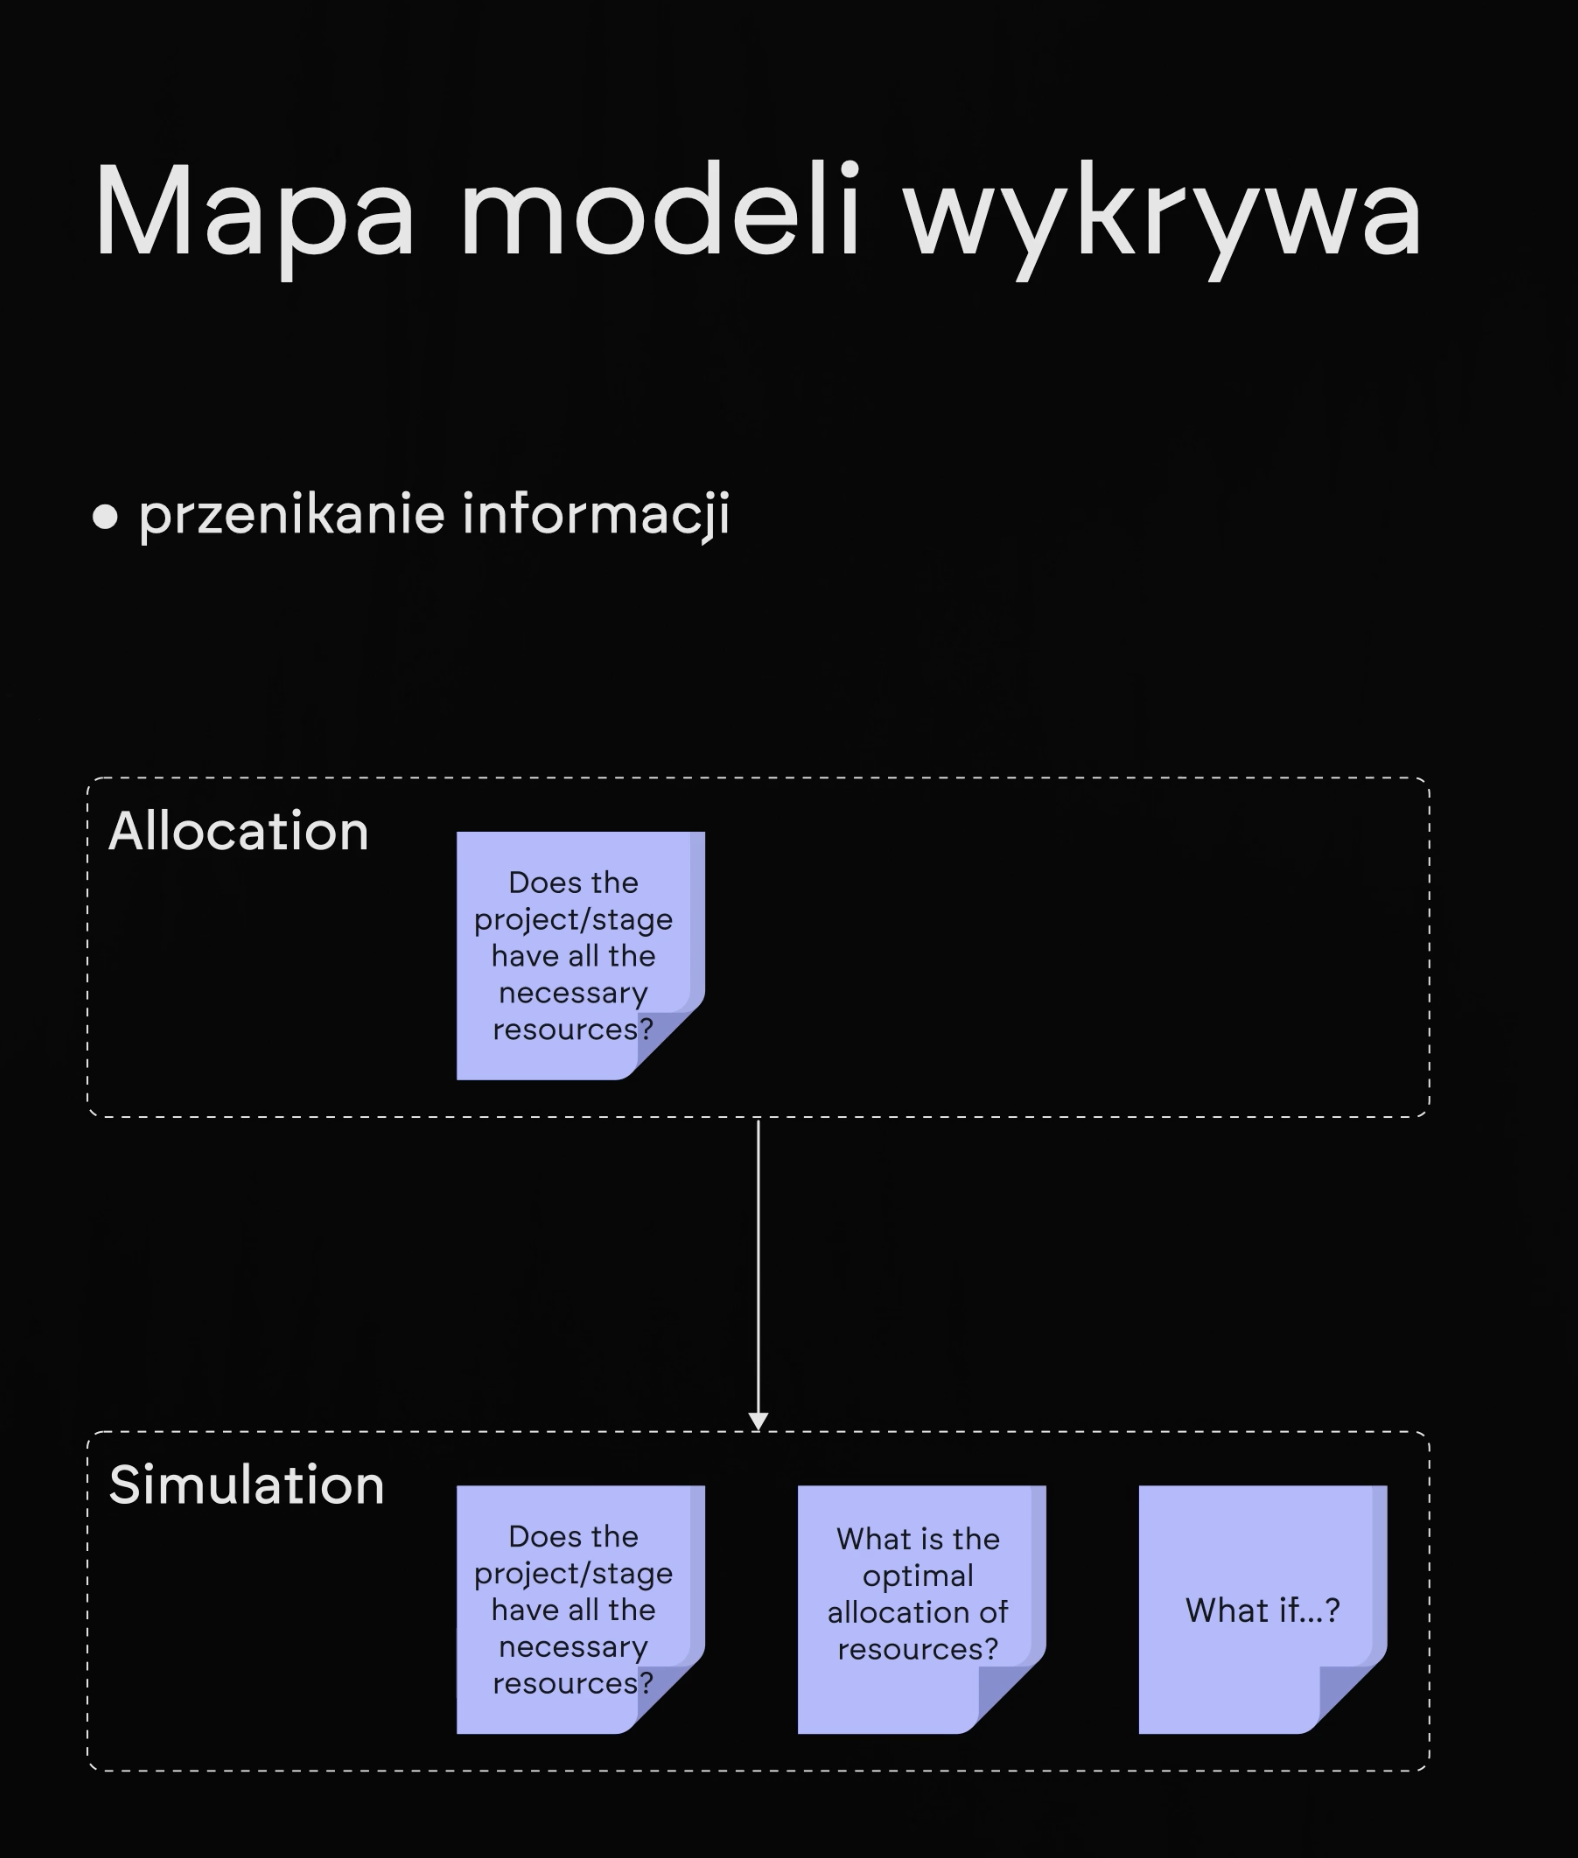 Mapa modeli wykrywa
• przenikanie informacji
Allocation
Does the
project/stage
have all the
necessary
resources?
Simulation
Does the
project/stage
have all the
necessary
resources?
What is the
optimal
allocation of
resources?
What if...?